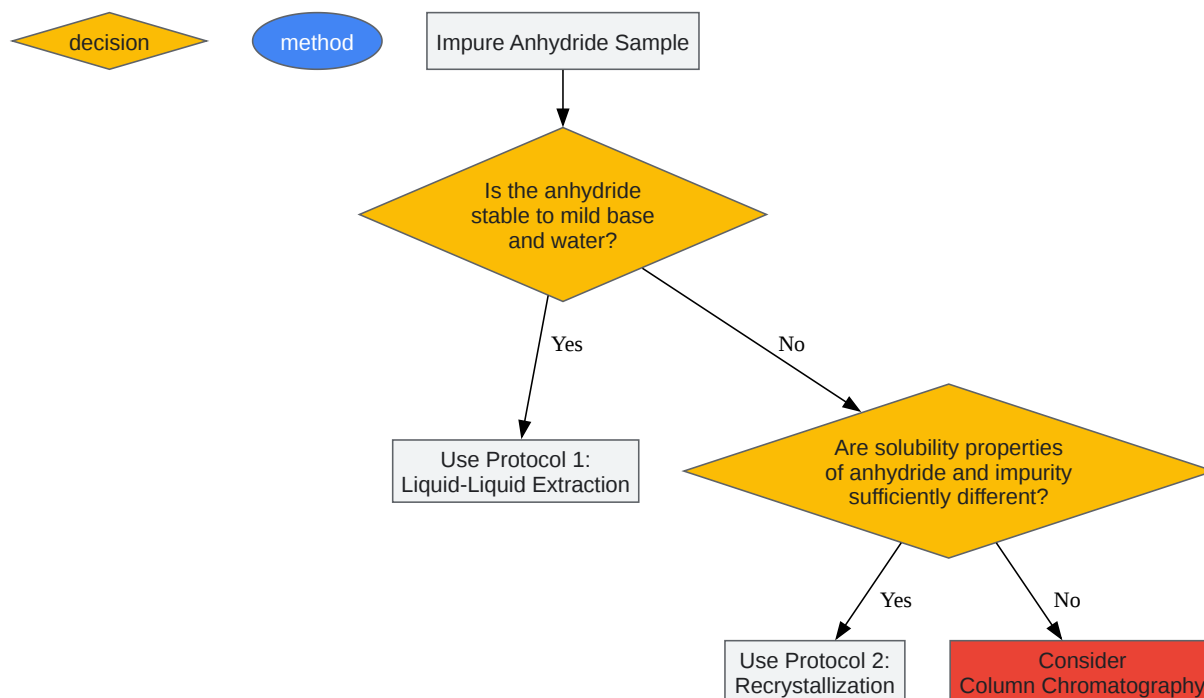 decision
method
Impure Anhydride Sample
Is the anhydride
stable to mild base
and water?
Yes
No
Use Protocol 1:
Liquid-Liquid Extraction
Are solubility properties
of anhydride and impurity
sufficiently different?
Yes
No
Use Protocol 2:
Recrystallization
Consider
Column Chromatography